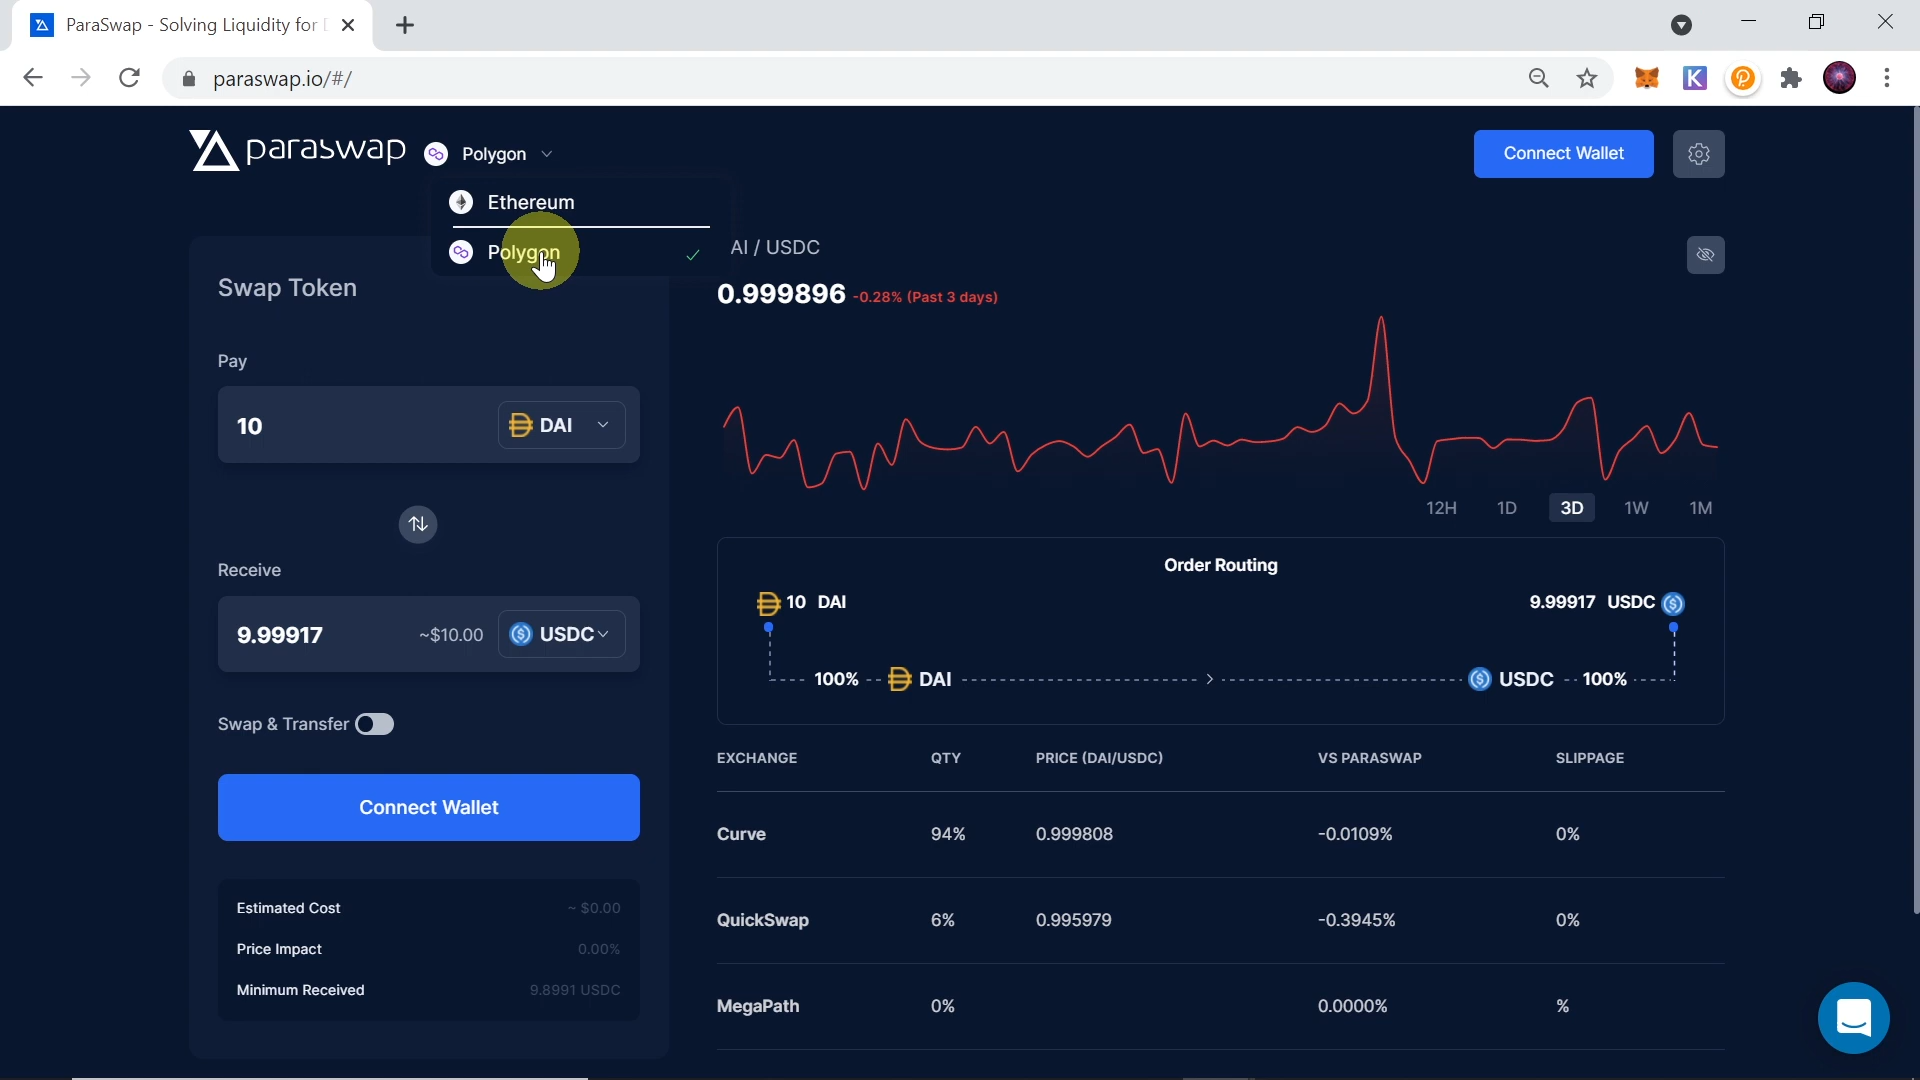 ParaSwap - Solving Liquidity for
paraswap.io/#/
paraswap
Polygon
Connect Wallet
Ethereum
Polygon
AI / USDC
0.999896 -0.28% (Past 3 days)
12H 1D 3D 1W 1M
Swap Token
Pay
10 DAI
Receive
9.99917 ~$10.00 USDC
Swap & Transfer
Connect Wallet
Estimated Cost ~ $0.00
Price Impact 0.00%
Minimum Received 9.8991 USDC
Order Routing
10 DAI 9.99917 USDC
100% DAI > USDC 100%
EXCHANGE QTY PRICE (DAI/USDC) VS PARASWAP SLIPPAGE
Curve 94% 0.999808 -0.0109% 0%
QuickSwap 6% 0.995979 -0.3945% 0%
MegaPath 0% 0.0000% %